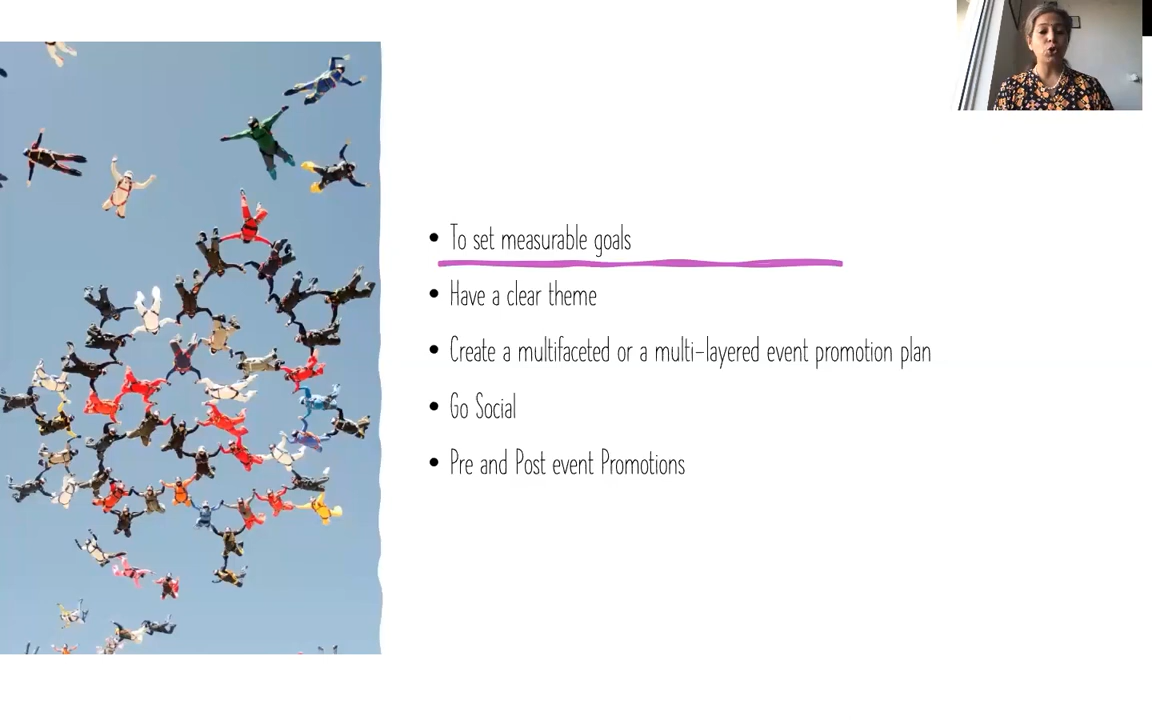 • To set measurable goals
• Have a clear theme
• Create a multifaceted or a multi-layered event promotion plan
• Go Social
• Pre and Post event Promotions